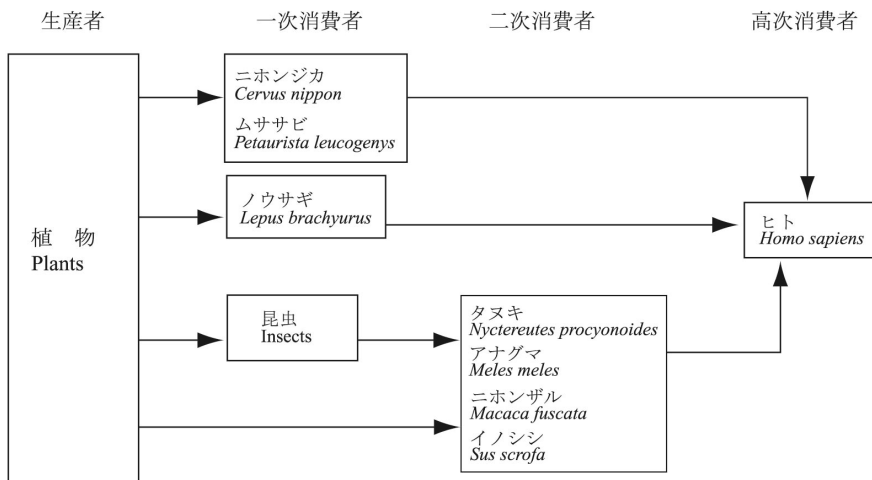 生産者 一次消費者 二次消費者 高次消費者
植 物
Plants
ニホンジカ
Cervus nippon
ムササビ
Petaurista leucogenys
ノウサギ
Lepus brachyurus
昆虫
Insects
タヌキ
Nyctereutes procyonoides
アナグマ
Meles meles
ニホンザル
Macaca fuscata
イノシシ
Sus scrofa
ヒト
Homo sapiens